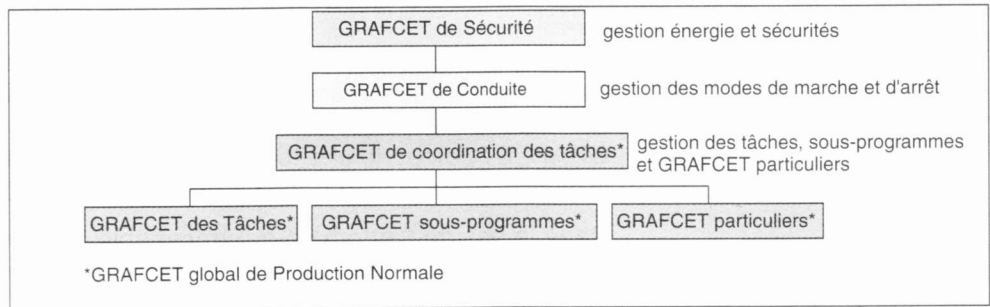 GRAFCET de Sécurité
gestion énergie et sécurités
GRAFCET de Conduite
gestion des modes de marche et d'arrêt
GRAFCET de coordination des tâches*
gestion des tâches, sous-programmes
et GRAFCET particuliers
GRAFCET des Tâches*
GRAFCET sous-programmes*
GRAFCET particuliers*
*GRAFCET global de Production Normale